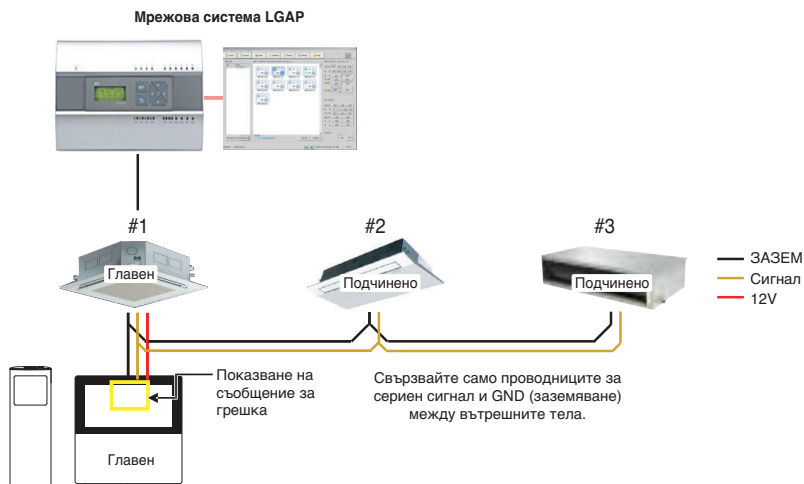 Мрежова система LGAP
#1
#2
#3
Главен
Подчинено
Подчинено
ЗАЗЕМ
Сигнал
12V
Показване на
съобщение за
грешка
Свързвайте само проводниците за
сериен сигнал и GND (заземяване)
между вътрешните тела.
Главен